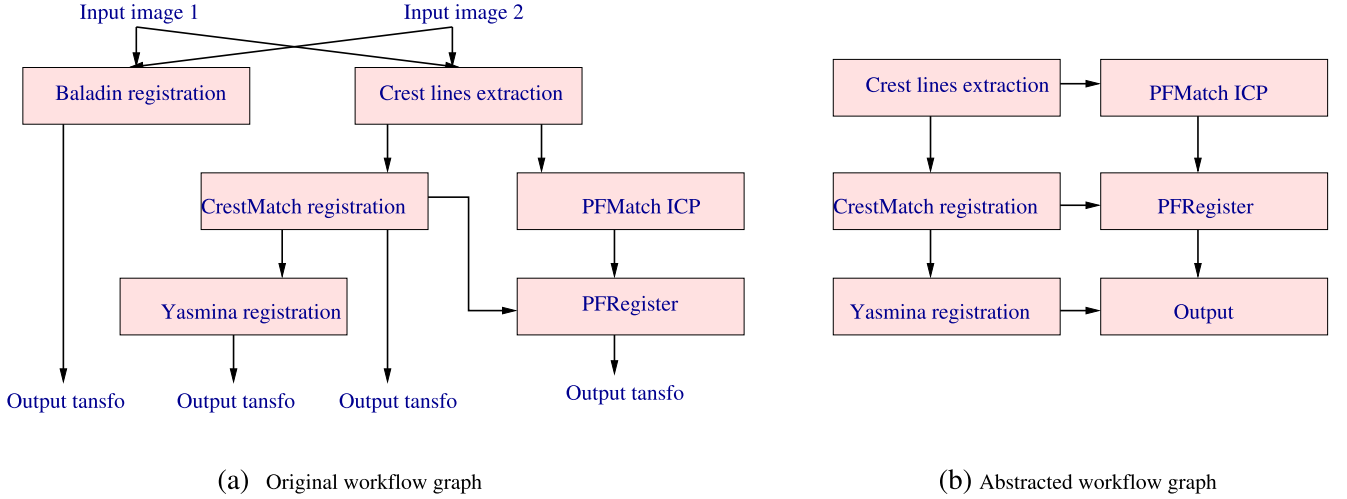 Input image 1
Input image 2
Baladin registration
Crest lines extraction
CrestMatch registration
PFMatch ICP
Yasmina registration
PFRegister
Output tansfo
Output tansfo
Output tansfo
Output tansfo
(a) Original workflow graph
Crest lines extraction
PFMatch ICP
CrestMatch registration
PFRegister
Yasmina registration
Output
(b) Abstracted workflow graph